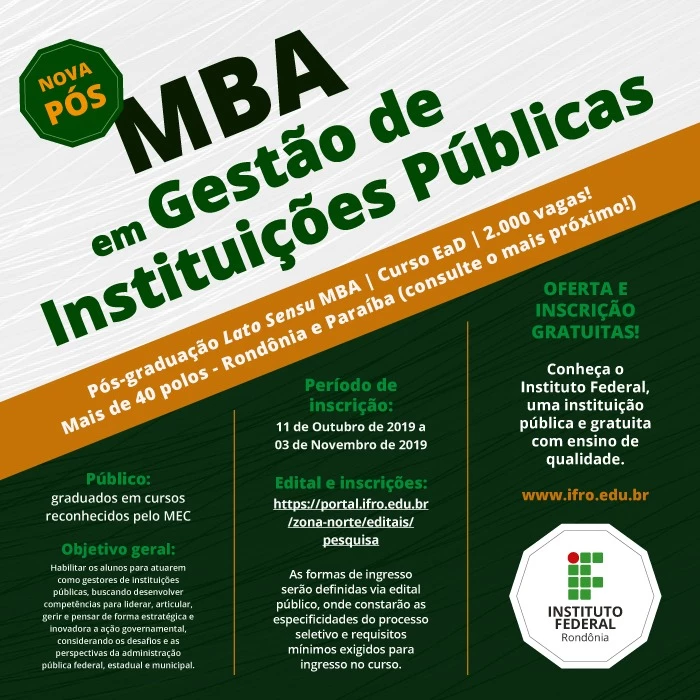 NOVA
PÓS
MBA
em Gestão de
Instituições Públicas
Pós-graduação Lato Sensu MBA | Curso EaD | 2.000 vagas!
Mais de 40 polos - Rondônia e Paraíba (consulte o mais próximo!)
Público:
graduados em cursos
reconhecidos pelo MEC
Objetivo geral:
Habilitar os alunos para atuarem
como gestores de instituições
públicas, buscando desenvolver
competências para liderar, articular,
gerir e pensar de forma estratégica e
inovadora a ação governamental,
considerando os desafios e as
perspectivas da administração
pública federal, estadual e municipal.
Período de
inscrição:
11 de Outubro de 2019 a
03 de Novembro de 2019
Edital e inscrições:
https://portal.ifro.edu.br
/zona-norte/editais/
pesquisa
As formas de ingresso
serão definidas via edital
público, onde constarão as
especificidades do processo
seletivo e requisitos
mínimos exigidos para
ingresso no curso.
OFERTA E
INSCRIÇÃO
GRATUITAS!
Conheça o
Instituto Federal,
uma instituição
pública e gratuita
com ensino de
qualidade.
www.ifro.edu.br
INSTITUTO
FEDERAL
Rondônia